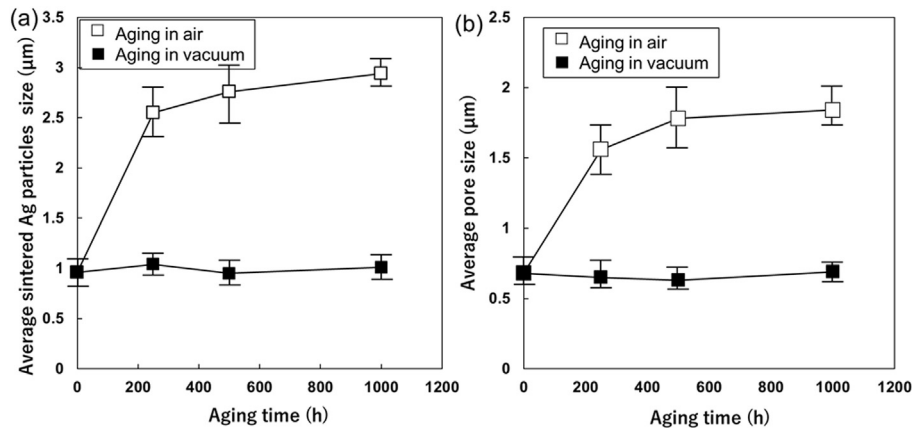 (a)
3.5
3
2.5
2
1.5
1
0.5
0
Average sintered Ag particles size (μm)
Aging in air
Aging in vacuum
0 200 400 600 800 1000 1200
Aging time (h)
(b)
2.5
2
1.5
1
0.5
0
Average pore size (μm)
Aging in air
Aging in vacuum
0 200 400 600 800 1000 1200
Aging time (h)